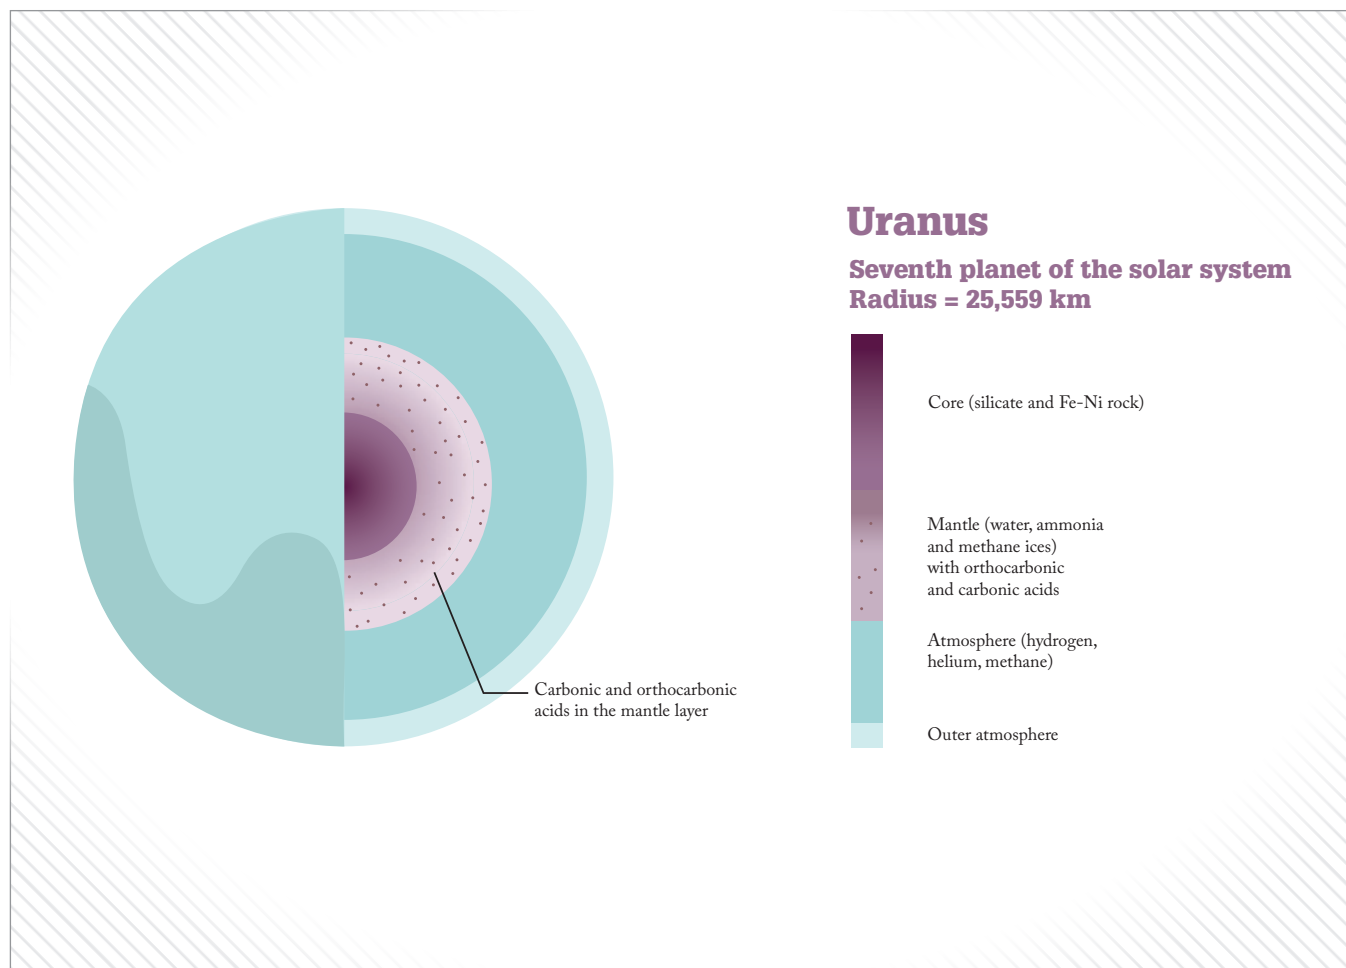 Uranus
Seventh planet of the solar system
Radius = 25,559 km
Core (silicate and Fe-Ni rock)
Mantle (water, ammonia
and methane ices)
with orthocarbonic
and carbonic acids
Atmosphere (hydrogen,
helium, methane)
Outer atmosphere
Carbonic and orthocarbonic
acids in the mantle layer